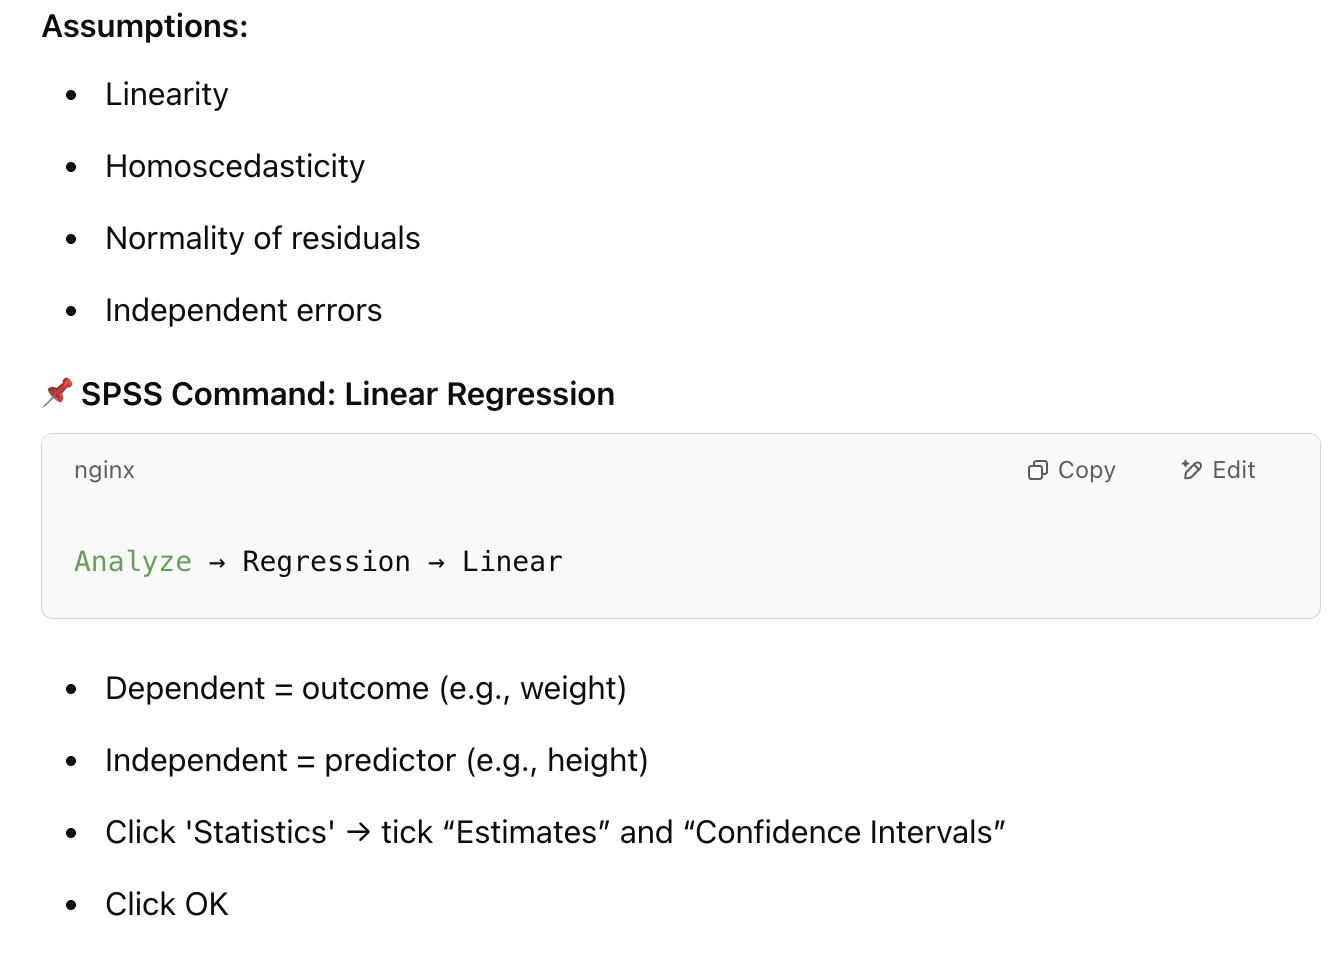 Assumptions:
• Linearity
• Homoscedasticity
• Normality of residuals
• Independent errors
📌 SPSS Command: Linear Regression
nginx Copy Edit
Analyze → Regression → Linear
• Dependent = outcome (e.g., weight)
• Independent = predictor (e.g., height)
• Click 'Statistics' → tick “Estimates” and “Confidence Intervals”
• Click OK